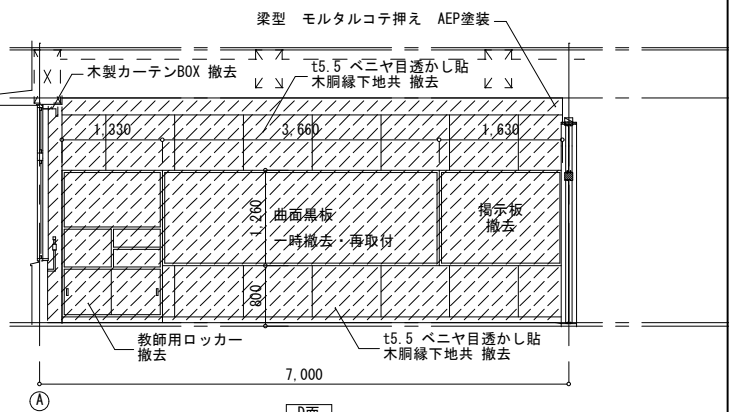 梁型 モルタルコテ押え AEP塗装
木製カーテンBOX 撤去
t5.5 ベニヤ目透かし貼
木胴縁下地共 撤去
1,330
3,660
1,630
1,260
曲面黒板
一時撤去・再取付
掲示板
撤去
800
教師用ロッカー
撤去
t5.5 ベニヤ目透かし貼
木胴縁下地共 撤去
7,000
A